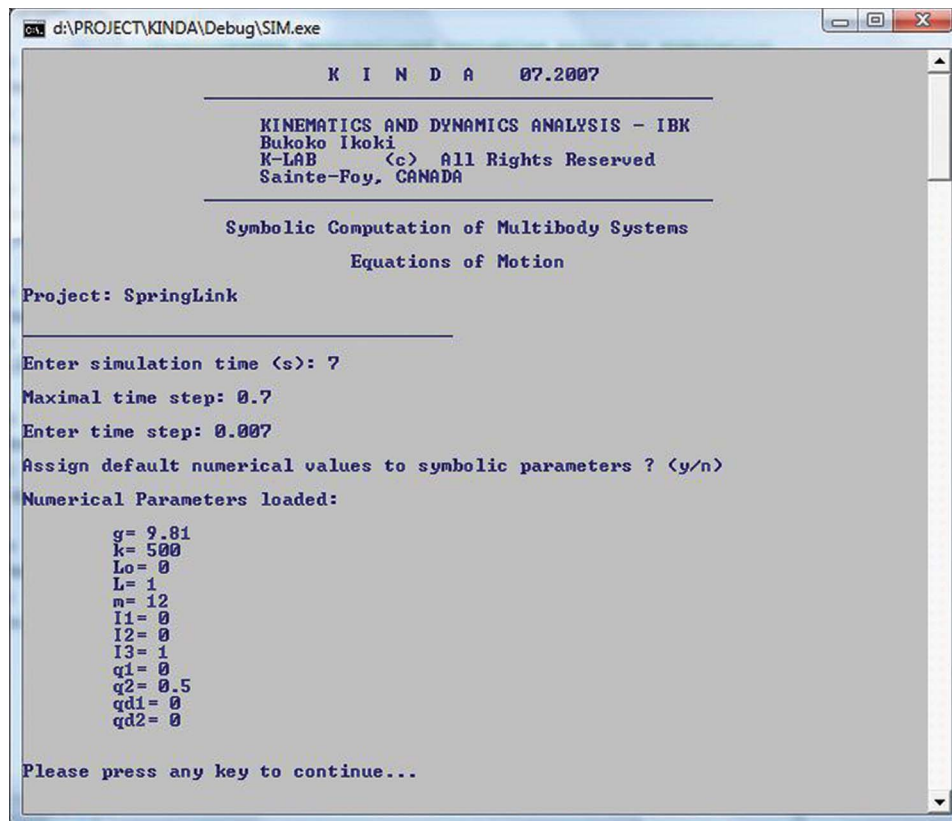 d:\PROJECT\KINDA\Debug\SIM.exe
K I N D A 07.2007
KINEMATICS AND DYNAMICS ANALYSIS - IBK
Bukoko Ikoki
K-LAB (c) All Rights Reserved
Sainte-Foy, CANADA
Symbolic Computation of Multibody Systems
Equations of Motion
Project: SpringLink
Enter simulation time (s): 7
Maximal time step: 0.7
Enter time step: 0.007
Assign default numerical values to symbolic parameters ? (y/n)
Numerical Parameters loaded:
g= 9.81
k= 500
Lo= 0
L= 1
m= 12
I1= 0
I2= 0
I3= 1
q1= 0
q2= 0.5
qd1= 0
qd2= 0
Please press any key to continue...